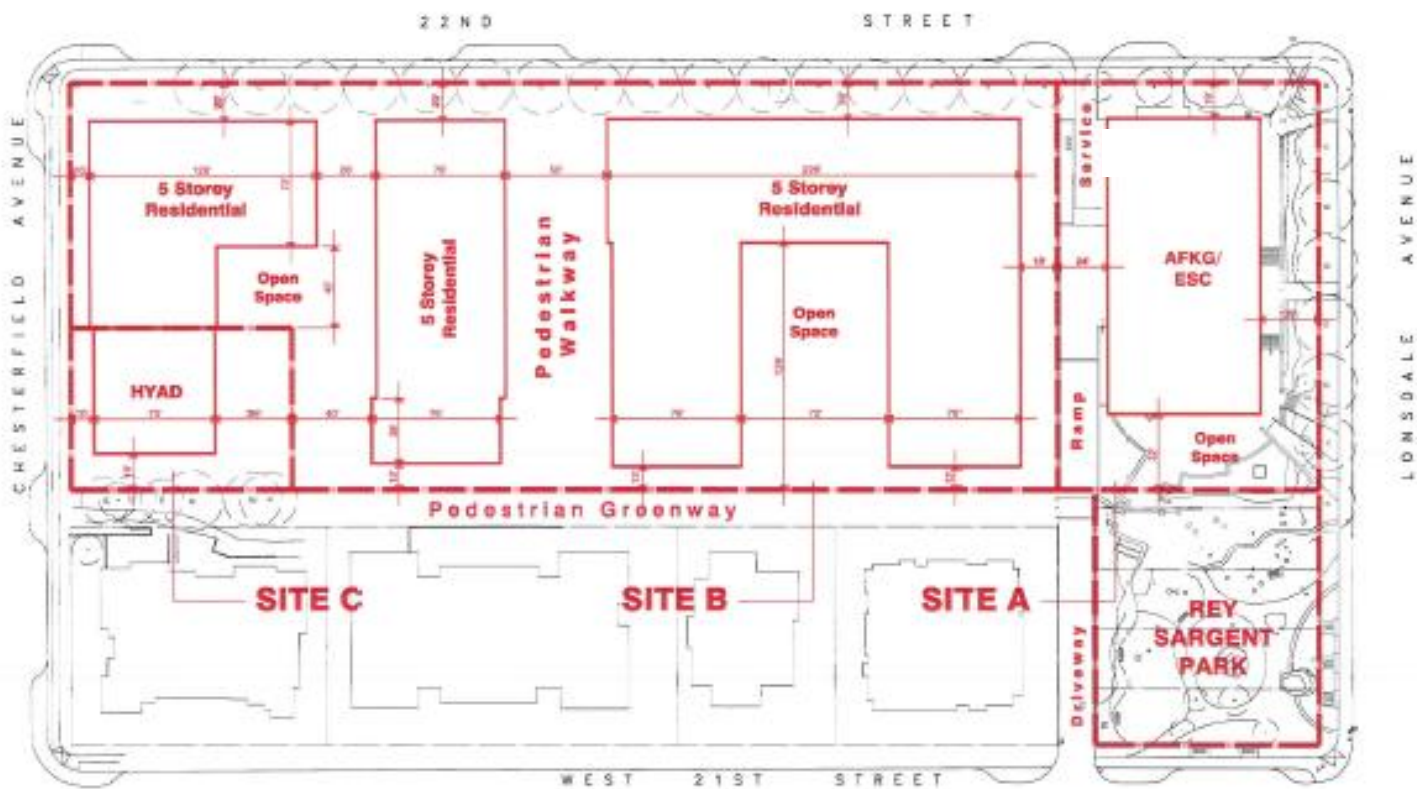 22ND STREET
CHESTERFIELD AVENUE
LONSDALE AVENUE
5 Storey
Residential
Open
Space
HYAD
5 Storey
Residential
Pedestrian
Walkway
5 Storey
Residential
Open
Space
Service
Ramp
AFKG/
ESC
Open
Space
Pedestrian Greenway
SITE C
SITE B
SITE A
Driveway
REY
SARGENT
PARK
WEST 21ST STREET